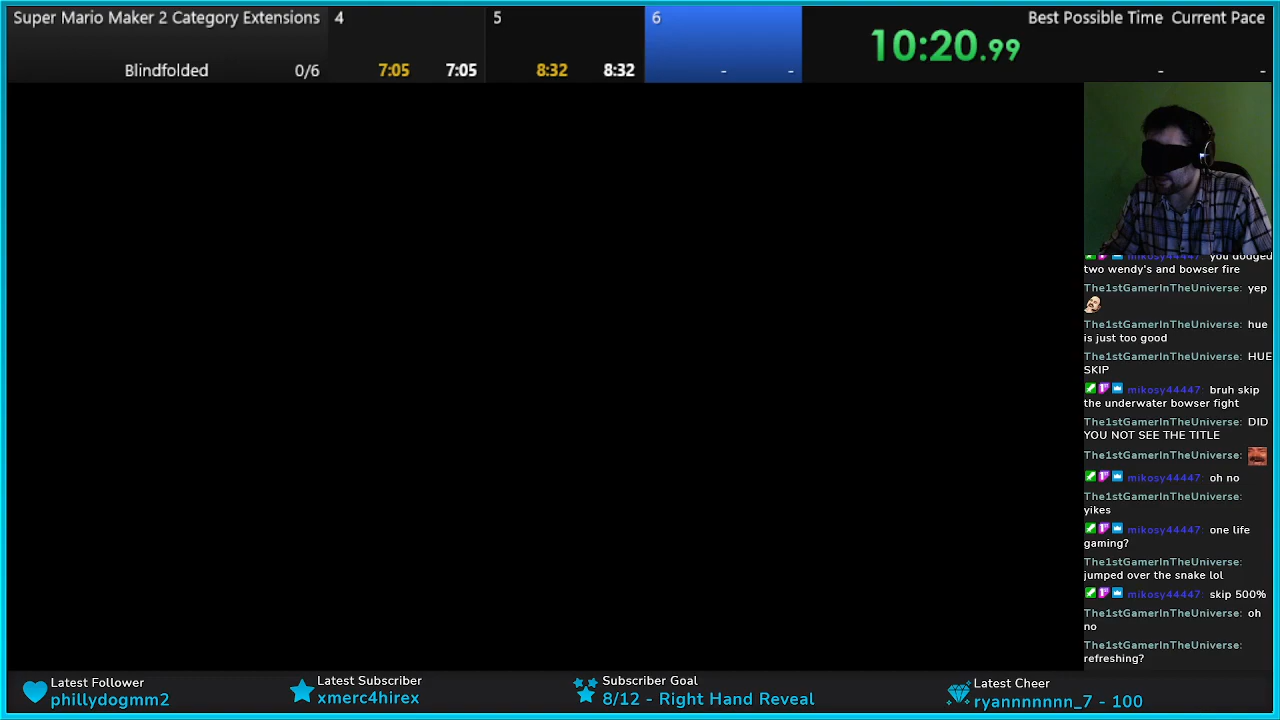 Super Mario Maker 2 Category Extensions
Blindfolded 0/6
4
7:05 7:05
5
8:32 8:32
6
- -
10:20.99
Best Possible Time Current Pace
- -
mikosy44447: you dodged
two wendy's and bowser fire
The1stGamerInTheUniverse: yep
The1stGamerInTheUniverse: hue
is just too good
The1stGamerInTheUniverse: HUE
SKIP
mikosy44447: bruh skip
the underwater bowser fight
The1stGamerInTheUniverse: DID
YOU NOT SEE THE TITLE
The1stGamerInTheUniverse:
mikosy44447: oh no
The1stGamerInTheUniverse:
yikes
mikosy44447: one life
gaming?
The1stGamerInTheUniverse:
jumped over the snake lol
mikosy44447: skip 500%
The1stGamerInTheUniverse: oh
no
The1stGamerInTheUniverse:
refreshing?
Latest Follower
phillydogmm2
Latest Subscriber
xmerc4hirex
Subscriber Goal
8/12 - Right Hand Reveal
Latest Cheer
ryannnnnnn_7 - 100